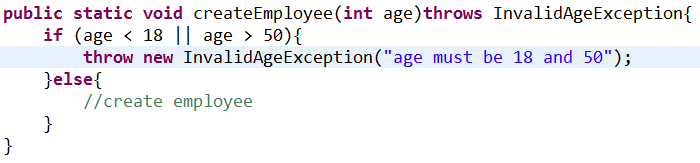 public static void createEmployee(int age)throws InvalidAgeException{
if (age < 18 || age > 50){
throw new InvalidAgeException("age must be 18 and 50");
}else{
//create employee
}
}